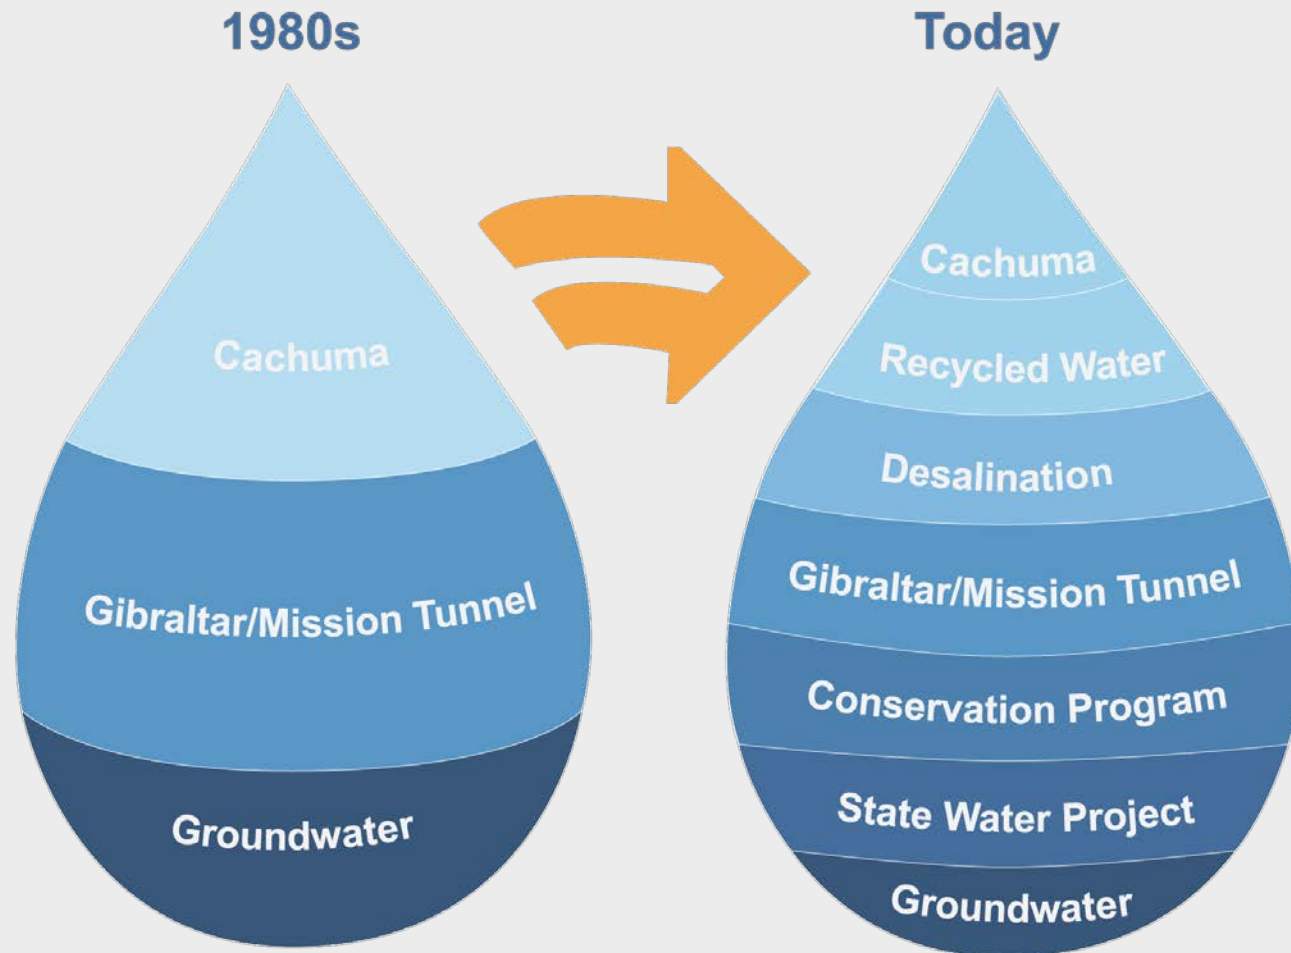 1980s
Cachuma
Gibraltar/Mission Tunnel
Groundwater
Today
Cachuma
Recycled Water
Desalination
Gibraltar/Mission Tunnel
Conservation Program
State Water Project
Groundwater